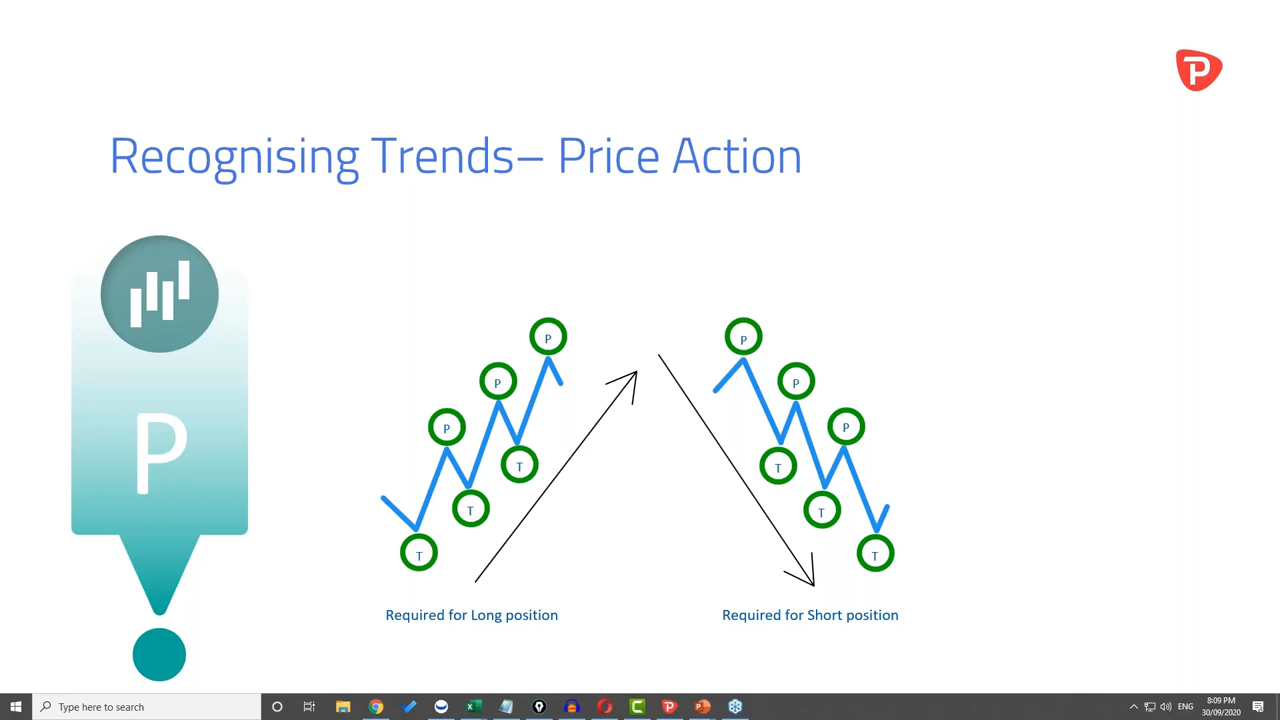 P
Recognising Trends– Price Action
P
P
P
P
T
T
T
P
P
P
T
T
T
Required for Long position
Required for Short position
Type here to search
ENG
8:09 PM
30/09/2020